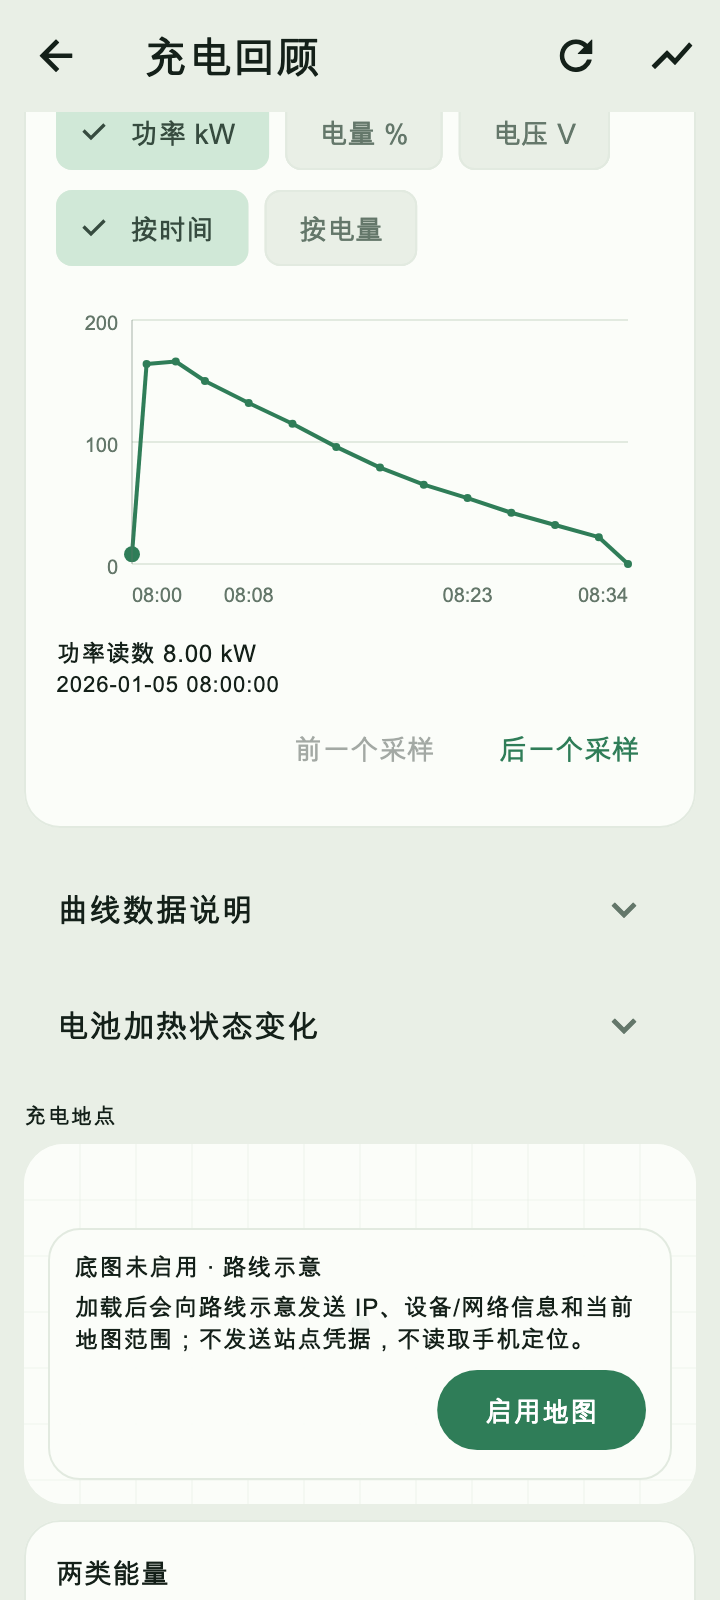 充电回顾
功率 kW
电量 %
电压 V
按时间
按电量
200
100
0
08:00
08:08
08:23
08:34
功率读数 8.00 kW
2026-01-05 08:00:00
前一个采样
后一个采样
曲线数据说明
电池加热状态变化
充电地点
底图未启用 · 路线示意
加载后会向路线示意发送 IP、设备/网络信息和当前
地图范围；不发送站点凭据，不读取手机定位。
启用地图
两类能量